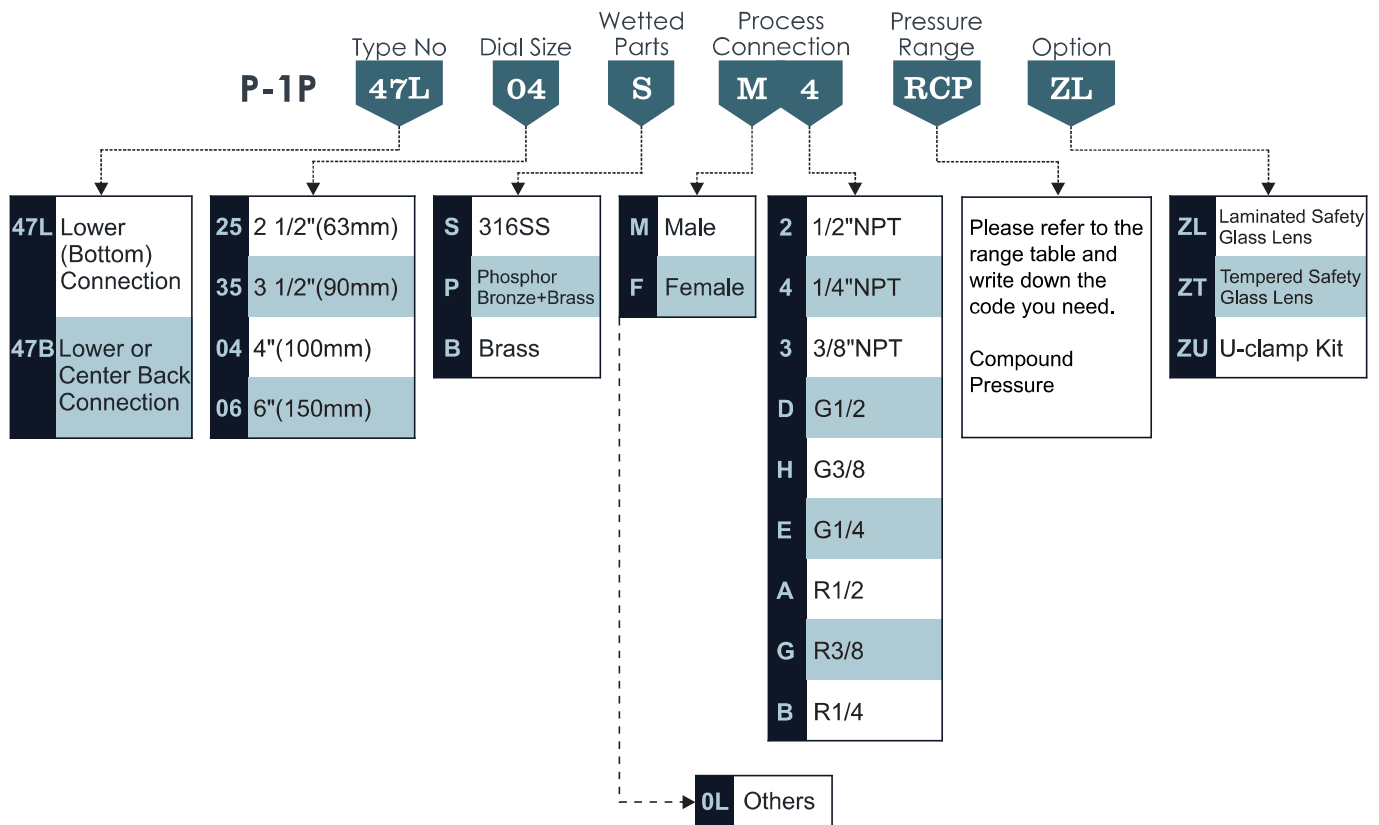 Type No
Dial Size
Wetted
Parts
Process
Connection
Pressure
Range
Option
P-1P 47L 04 S M 4 RCP ZL
47L Lower
(Bottom)
Connection
47B Lower or
Center Back
Connection
25 2 1/2"(63mm)
35 3 1/2"(90mm)
04 4"(100mm)
06 6"(150mm)
S 316SS
P Phosphor
Bronze+Brass
B Brass
M Male
F Female
2 1/2"NPT
4 1/4"NPT
3 3/8"NPT
D G1/2
H G3/8
E G1/4
A R1/2
G R3/8
B R1/4
Please refer to the
range table and
write down the
code you need.
Compound
Pressure
ZL Laminated Safety
Glass Lens
ZT Tempered Safety
Glass Lens
ZU U-clamp Kit
0L Others